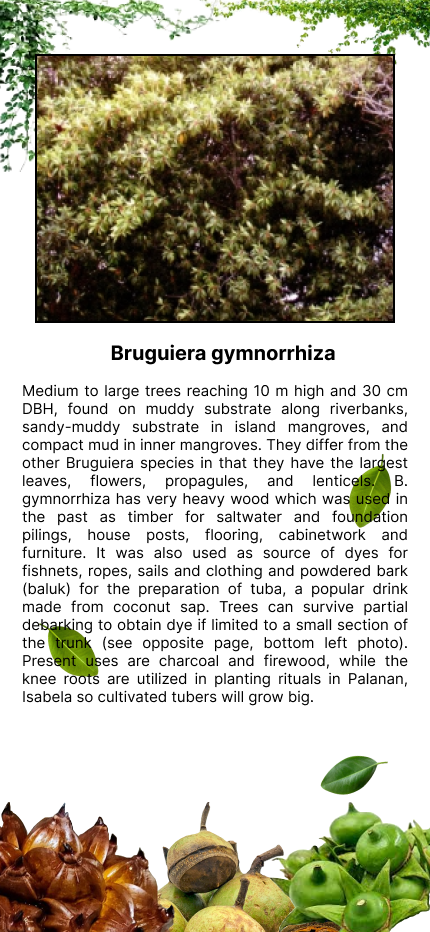 Bruguiera gymnorrhiza
Medium to large trees reaching 10 m high and 30 cm
DBH, found on muddy substrate along riverbanks,
sandy-muddy substrate in island mangroves, and
compact mud in inner mangroves. They differ from the
other Bruguiera species in that they have the largest
leaves, flowers, propagules, and lenticels. B.
gymnorrhiza has very heavy wood which was used in
the past as timber for saltwater and foundation
pilings, house posts, flooring, cabinetwork and
furniture. It was also used as source of dyes for
fishnets, ropes, sails and clothing and powdered bark
(baluk) for the preparation of tuba, a popular drink
made from coconut sap. Trees can survive partial
debarking to obtain dye if limited to a small section of
the trunk (see opposite page, bottom left photo).
Present uses are charcoal and firewood, while the
knee roots are utilized in planting rituals in Palanan,
Isabela so cultivated tubers will grow big.